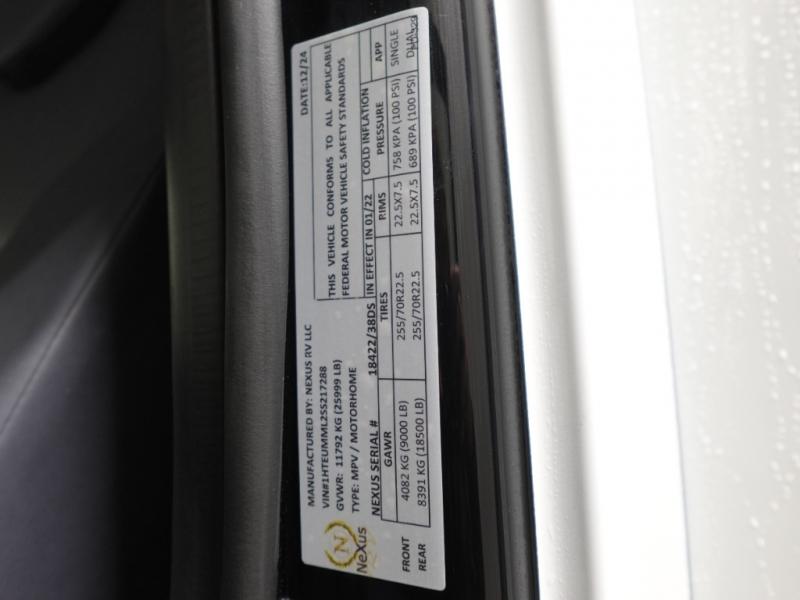 MANUFACTURED BY: NEXUS RV LLC
DATE:12/24
VIN#1HTEUMML2SS217288
GVWR: 11792 KG (25999 LB)
TYPE: MPV / MOTORHOME
THIS VEHICLE CONFORMS TO ALL APPLICABLE
FEDERAL MOTOR VEHICLE SAFETY STANDARDS
IN EFFECT IN 01/22
N
NeXus
RV
NEXUS SERIAL # 18422/38DS
GAWR TIRES RIMS COLD INFLATION PRESSURE APP
FRONT 4082 KG (9000 LB) 255/70R22.5 22.5X7.5 758 KPA (100 PSI) SINGLE
REAR 8391 KG (18500 LB) 255/70R22.5 22.5X7.5 689 KPA (100 PSI) DUAL